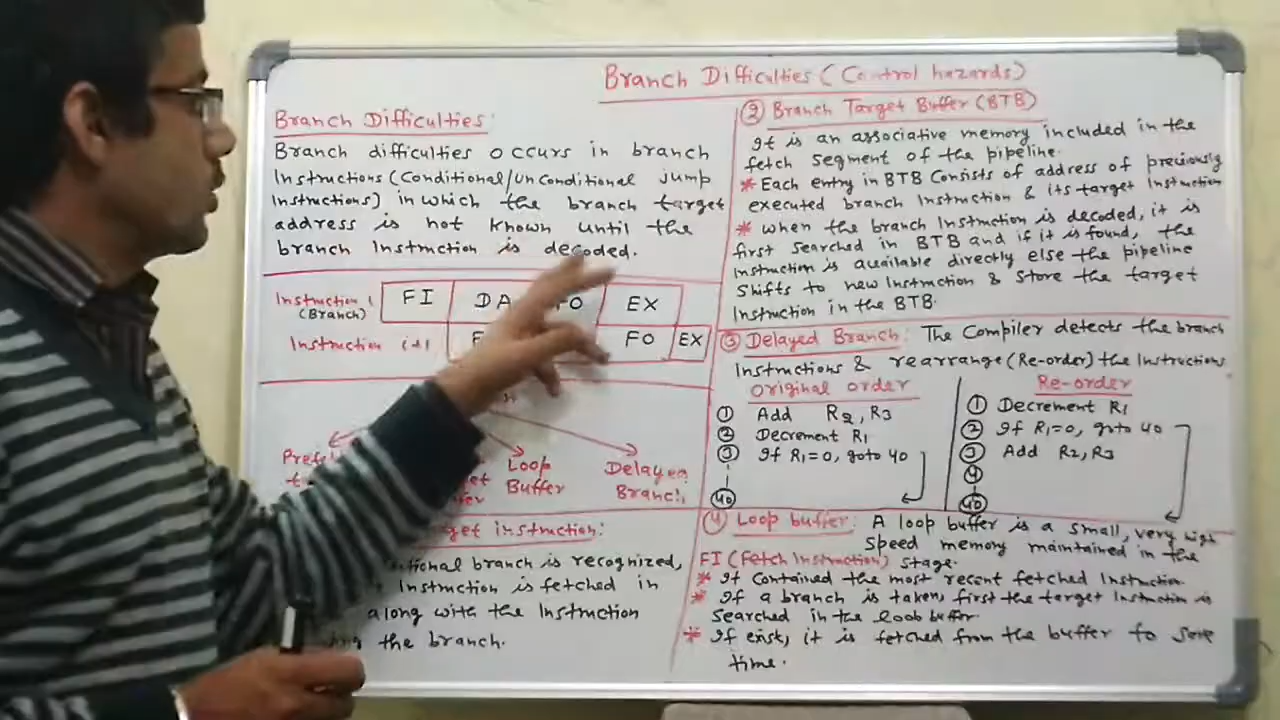 Branch Difficulties (Control hazards)
Branch Difficulties:
Branch difficulties occurs in branch
Instructions (Conditional/Unconditional jump
Instructions) in which the branch target
address is not known until the
branch Instruction is decoded.
Instruction i FI DA FO EX
(Branch)
Instruction i+1 FO EX
Loop
Buffer
Delayed
Branch
get instruction:
tional branch is recognized,
Instruction is fetched in
along with the Instruction
the branch.
② Branch Target Buffer (BTB)
It is an associative memory included in the
fetch segment of the pipeline.
* Each entry in BTB Consists of address of previously
executed branch Instruction & its target Instruction
* when the branch Instruction is decoded, it is
first searched in BTB and if it is found, the
Instruction is available directly else the pipeline
Shifts to new Instruction & store the target
Instruction in the BTB.
③ Delayed Branch: The Compiler detects the branch
Instructions & rearrange (Re-order) the Instructions.
Original order
① Add R2, R3
② Decrement R1
③ If R1=0, goto 40
40
Re-order
① Decrement R1
② If R1=0, goto 40
③ Add R2, R3
④
40
④ Loop buffer: A loop buffer is a small, very high
speed memory maintained in the
FI (Fetch Instruction) stage.
* It contained the most recent fetched Instruction
* If a branch is taken, first the target Instruction is
Searched in the loob buffer.
* If exist, it is fetched from the buffer to save
time.